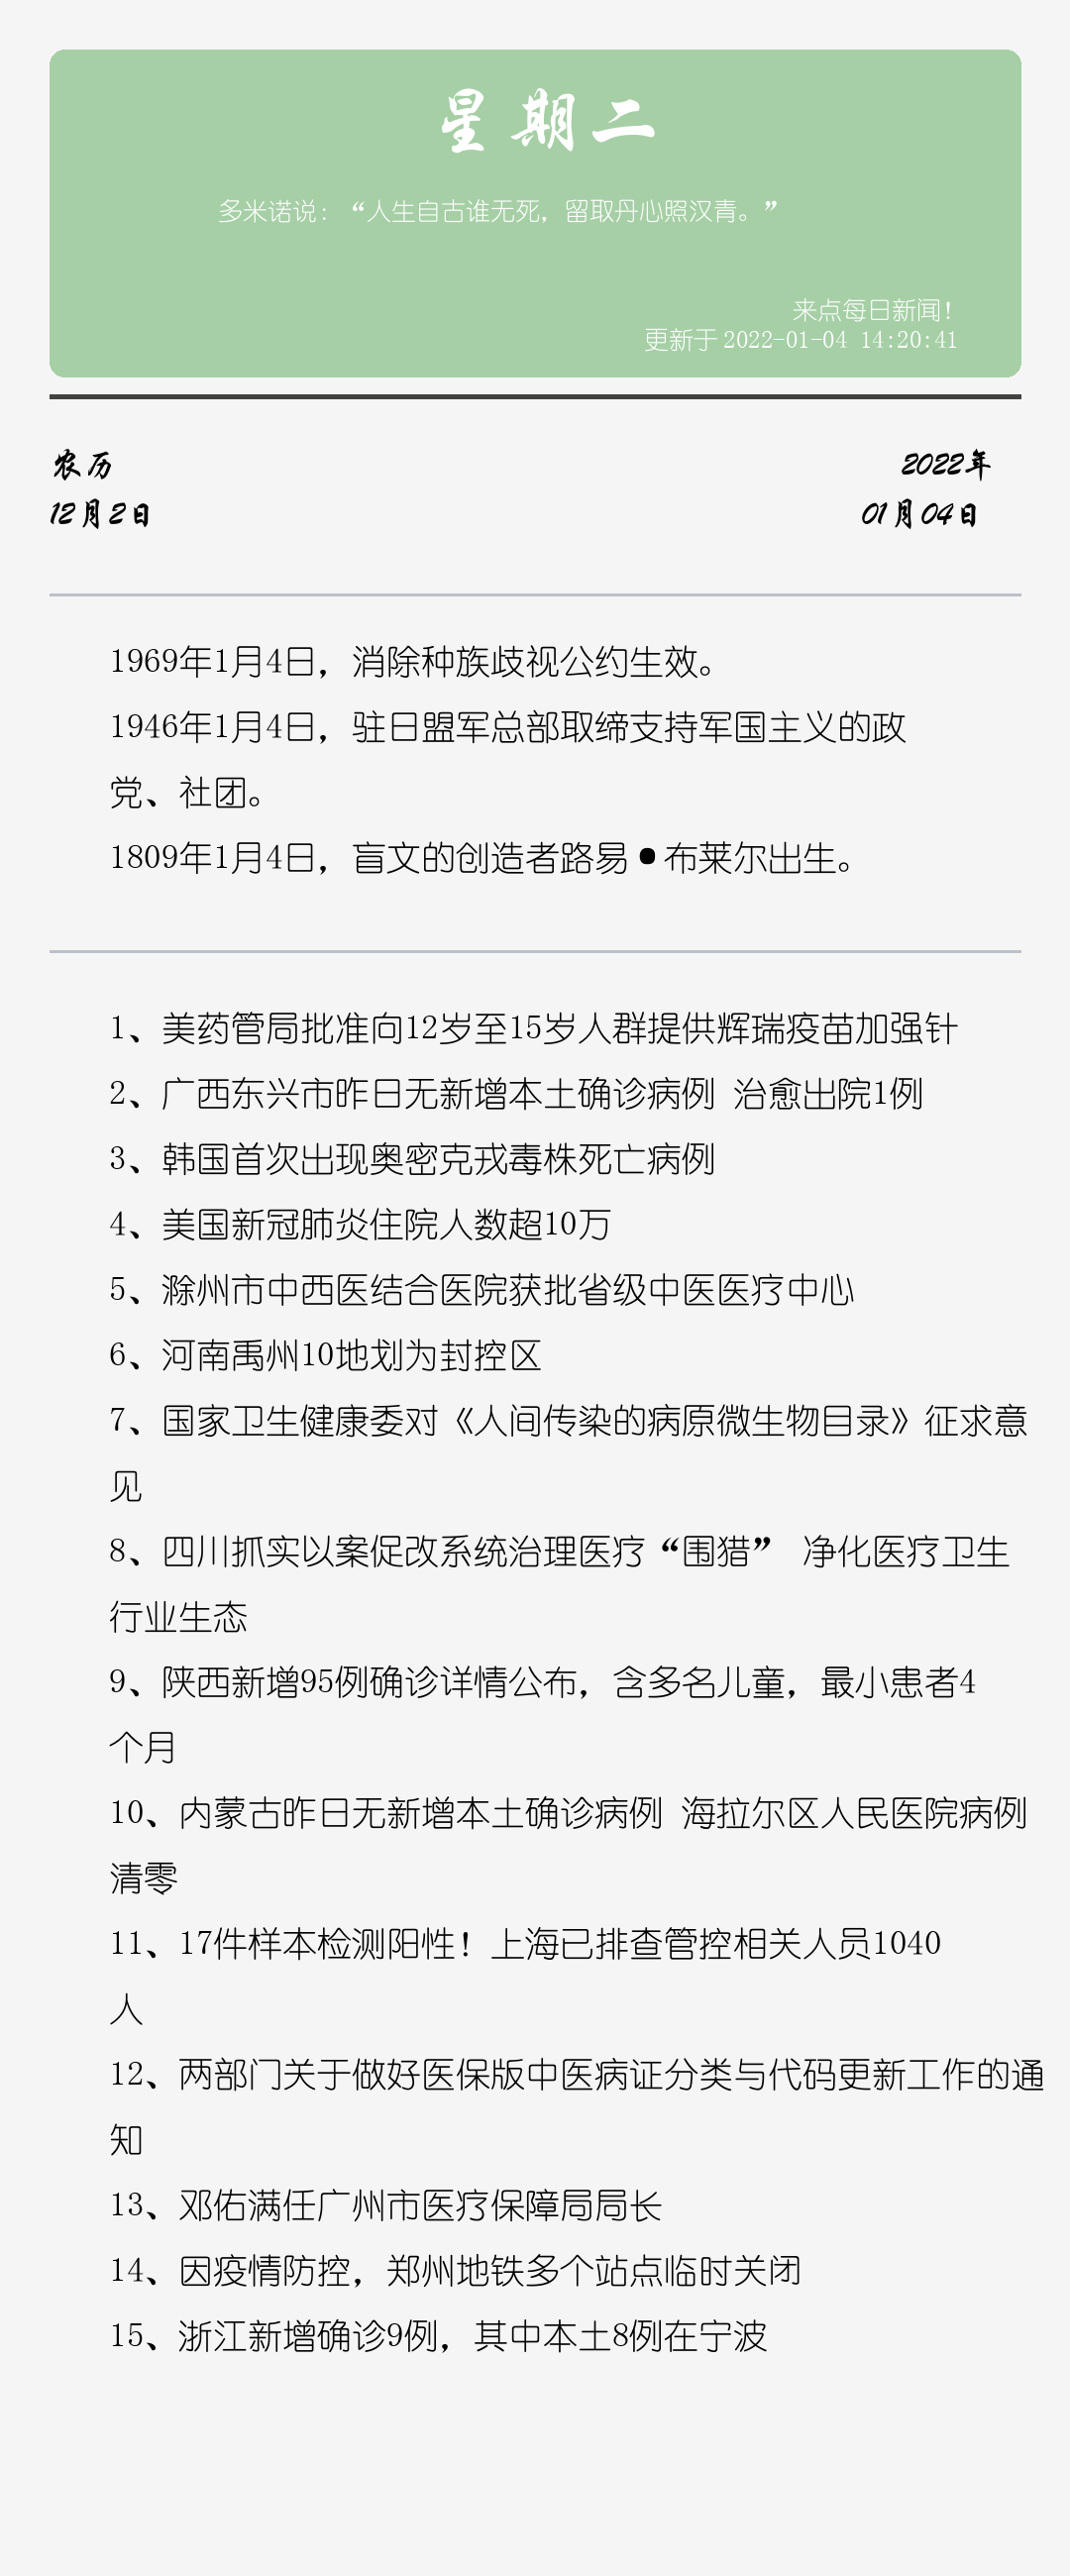 星期二
多米诺说：“人生自古谁无死，留取丹心照汉青。”
来点每日新闻！
更新于 2022-01-04 14:20:41
农历
2022年
12月2日
01月04日
1969年1月4日，消除种族歧视公约生效。
1946年1月4日，驻日盟军总部取缔支持军国主义的政
党、社团。
1809年1月4日，盲文的创造者路易•布莱尔出生。
1、美药管局批准向12岁至15岁人群提供辉瑞疫苗加强针
2、广西东兴市昨日无新增本土确诊病例 治愈出院1例
3、韩国首次出现奥密克戎毒株死亡病例
4、美国新冠肺炎住院人数超10万
5、滁州市中西医结合医院获批省级中医医疗中心
6、河南禹州10地划为封控区
7、国家卫生健康委对《人间传染的病原微生物目录》征求意
见
8、四川抓实以案促改系统治理医疗“围猎” 净化医疗卫生
行业生态
9、陕西新增95例确诊详情公布，含多名儿童，最小患者4
个月
10、内蒙古昨日无新增本土确诊病例 海拉尔区人民医院病例
清零
11、17件样本检测阳性！上海已排查管控相关人员1040
人
12、两部门关于做好医保版中医病证分类与代码更新工作的通
知
13、邓佑满任广州市医疗保障局局长
14、因疫情防控，郑州地铁多个站点临时关闭
15、浙江新增确诊9例，其中本土8例在宁波